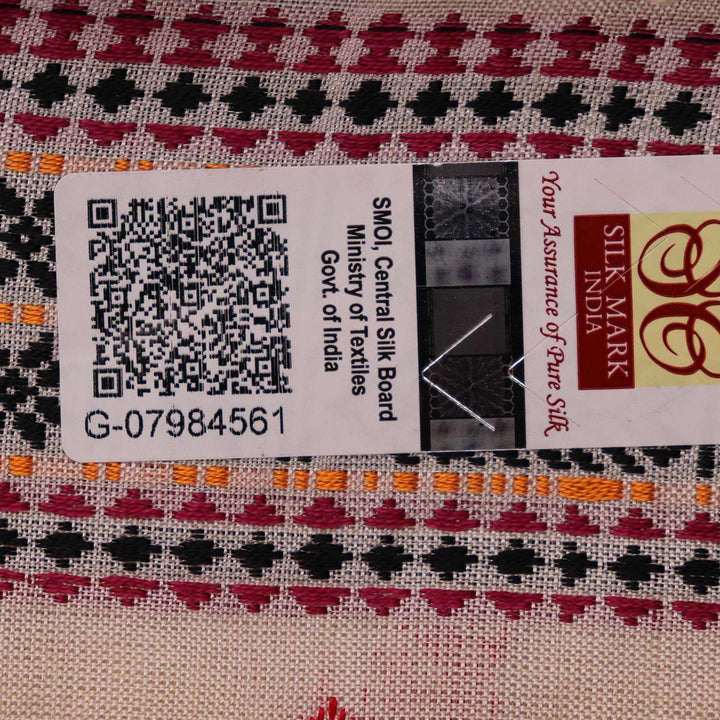 G-07984561
SMOI, Central Silk Board
Ministry of Textiles
Govt. of India
Your Assurance of Pure Silk
SILK MARK
INDIA